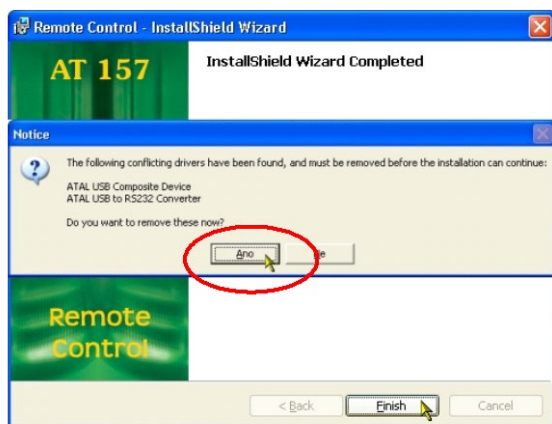 Remote Control - InstallShield Wizard
AT 157
InstallShield Wizard Completed
Notice
The following conflicting drivers have been found, and must be removed before the installation can continue:
ATAL USB Composite Device
ATAL USB to RS232 Converter
Do you want to remove these now?
Ano
Remote
Control
< Back
Finish
Cancel